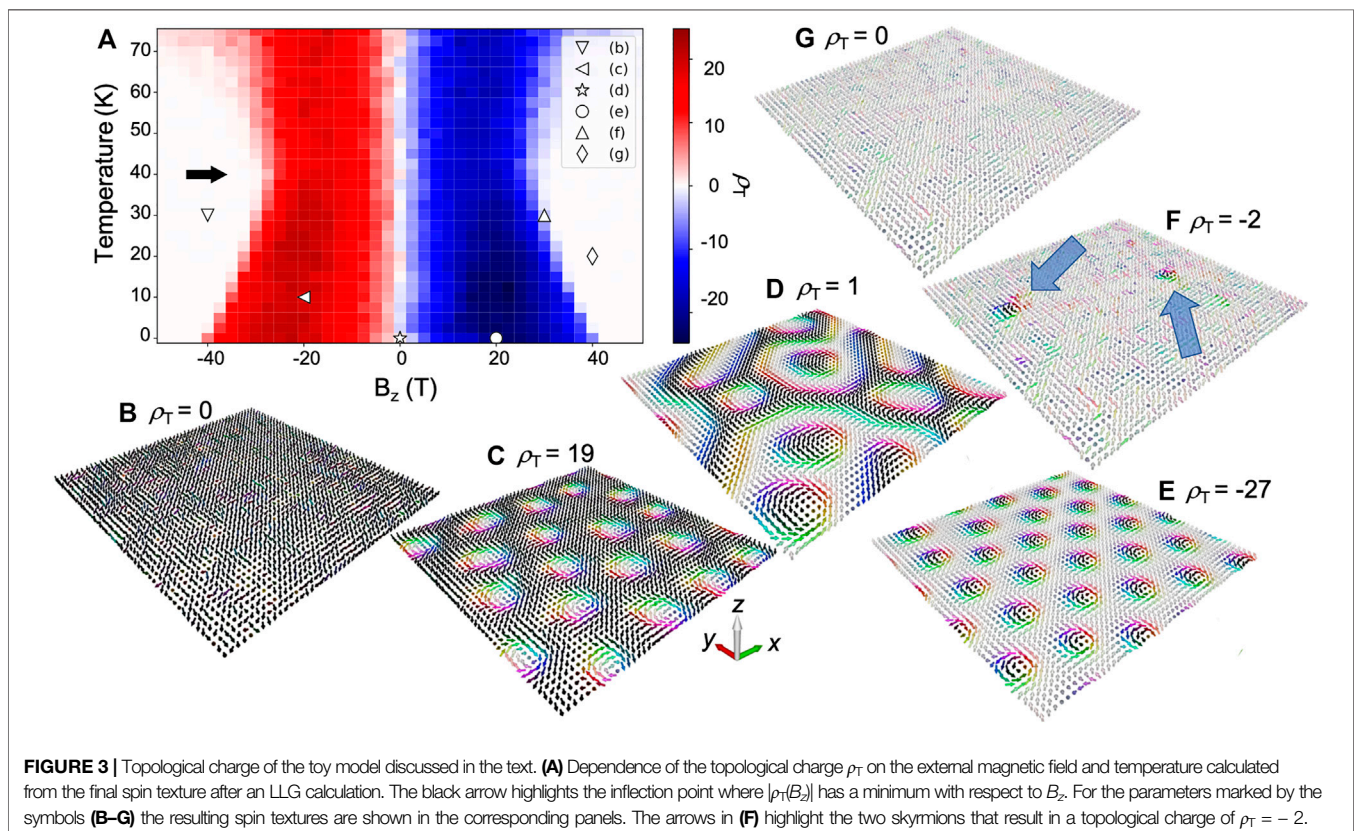 A
70
60
50
40
30
20
10
0
Temperature (K)
-40
-20
0
20
40
B_z (T)
(b)
(c)
(d)
(e)
(f)
(g)
20
10
0
-10
-20
ρ_T
G ρ_T = 0
F ρ_T = -2
D ρ_T = 1
B ρ_T = 0
C ρ_T = 19
E ρ_T = -27
z
y
x
FIGURE 3 | Topological charge of the toy model discussed in the text. (A) Dependence of the topological charge ρ_T on the external magnetic field and temperature calculated
from the final spin texture after an LLG calculation. The black arrow highlights the inflection point where |ρ_T(B_z)| has a minimum with respect to B_z. For the parameters marked by the
symbols (B–G) the resulting spin textures are shown in the corresponding panels. The arrows in (F) highlight the two skyrmions that result in a topological charge of ρ_T = − 2.